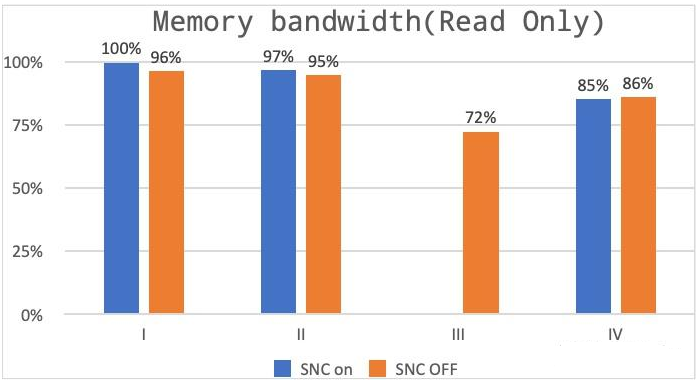 Memory bandwidth(Read Only)
100% 96% 97% 95% 72% 85% 86%
100%
75%
50%
25%
0%
I II III IV
SNC on SNC OFF